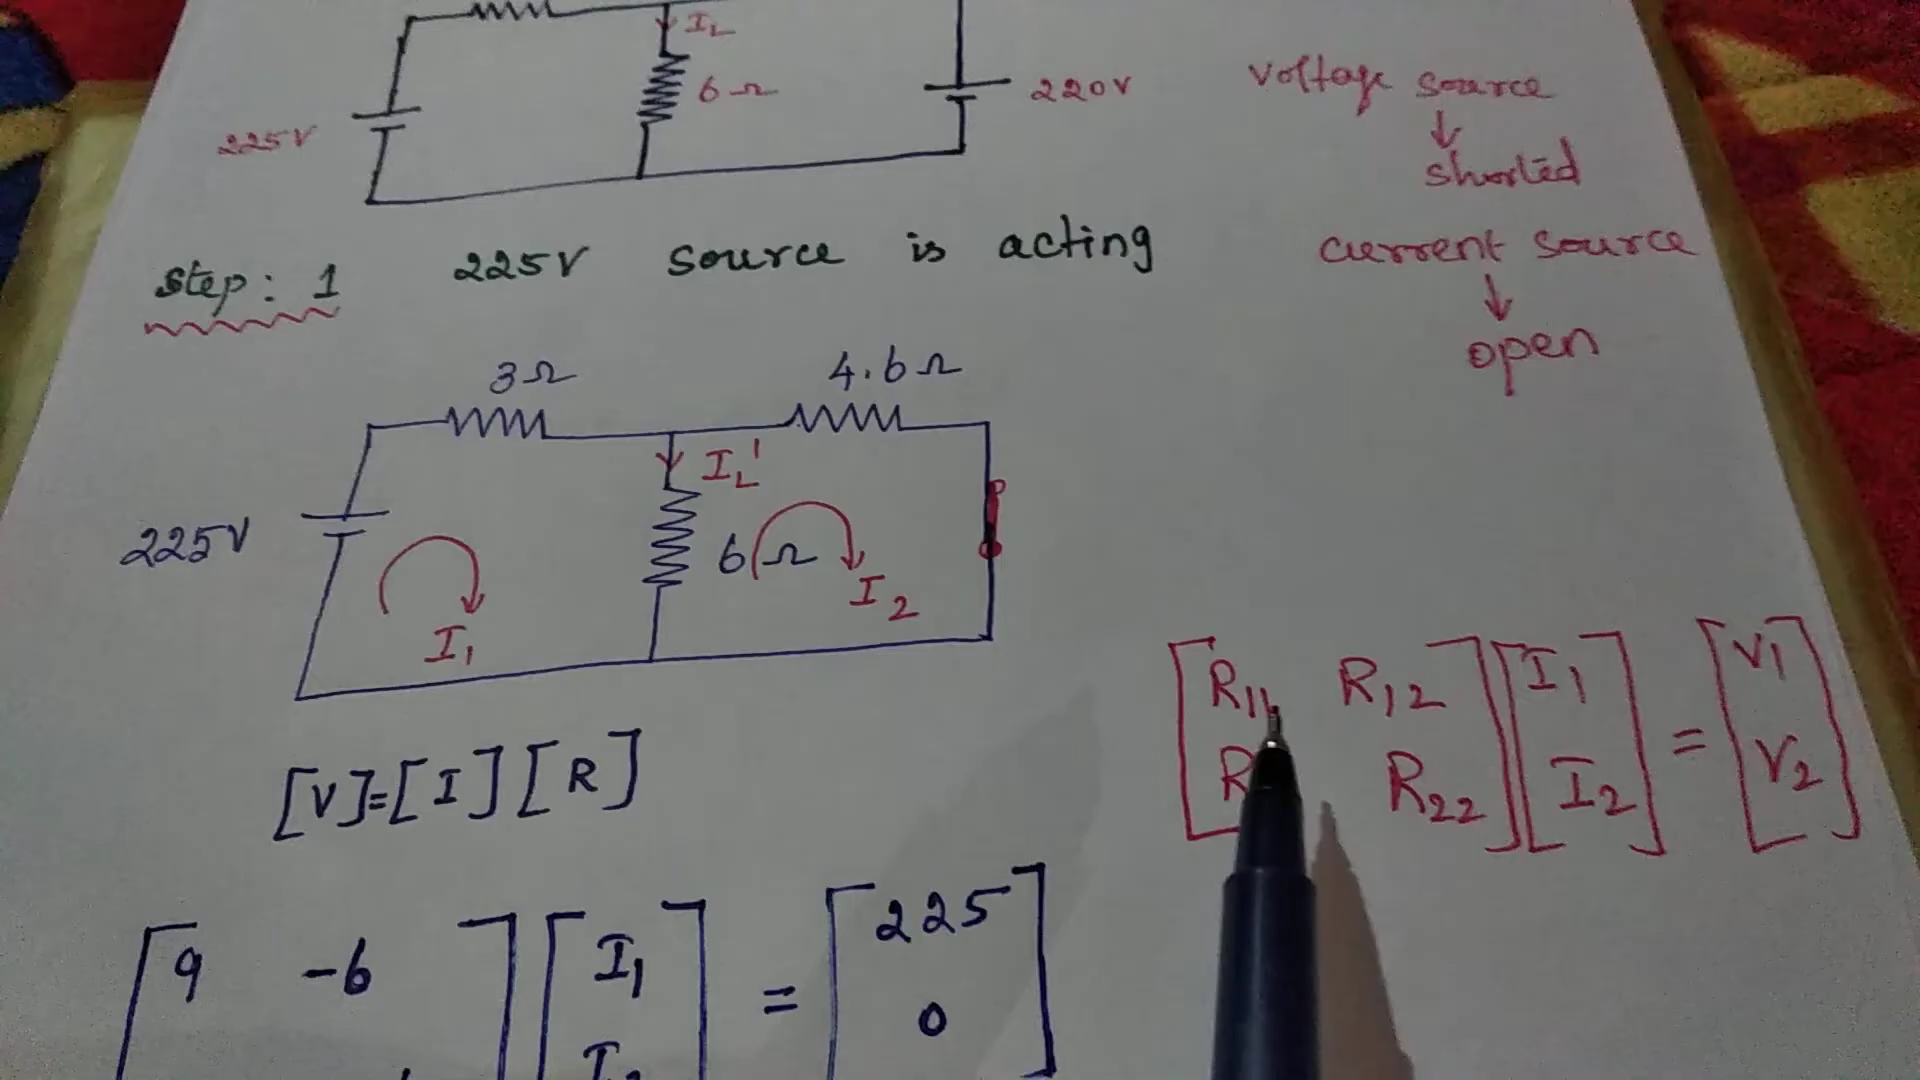 I_L
6Ω
220V
225V
Voltage source
↓
shorted
Step: 1 225V source is acting
current source
↓
open
3Ω
4.6Ω
I_L'
225V
6Ω
I_1
I_2
[V]=[I][R]
[R_11 R_12] [I_1] = [V_1]
[R R_22] [I_2] [V_2]
[9 -6] [I_1] = [225]
0